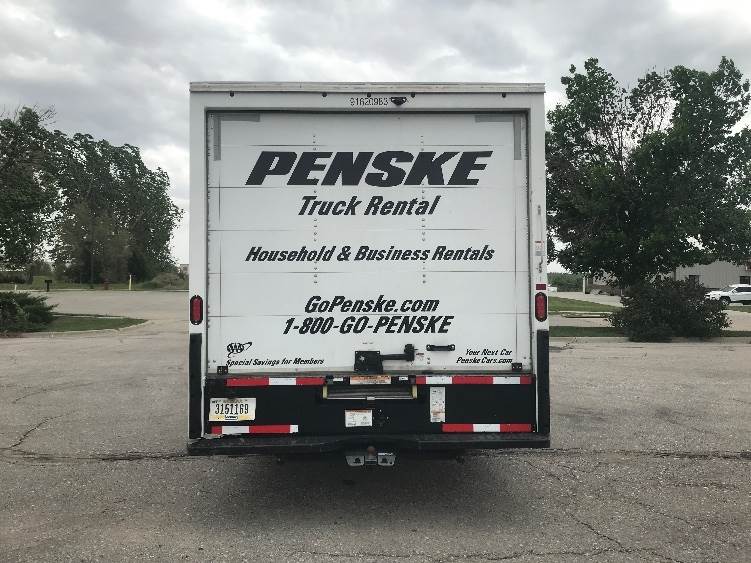 91620983
PENSKE
Truck Rental
Household & Business Rentals
GoPenske.com
1-800-GO-PENSKE
AAA
Special Savings for Members
Your Next Car
PenskeCars.com
3151169